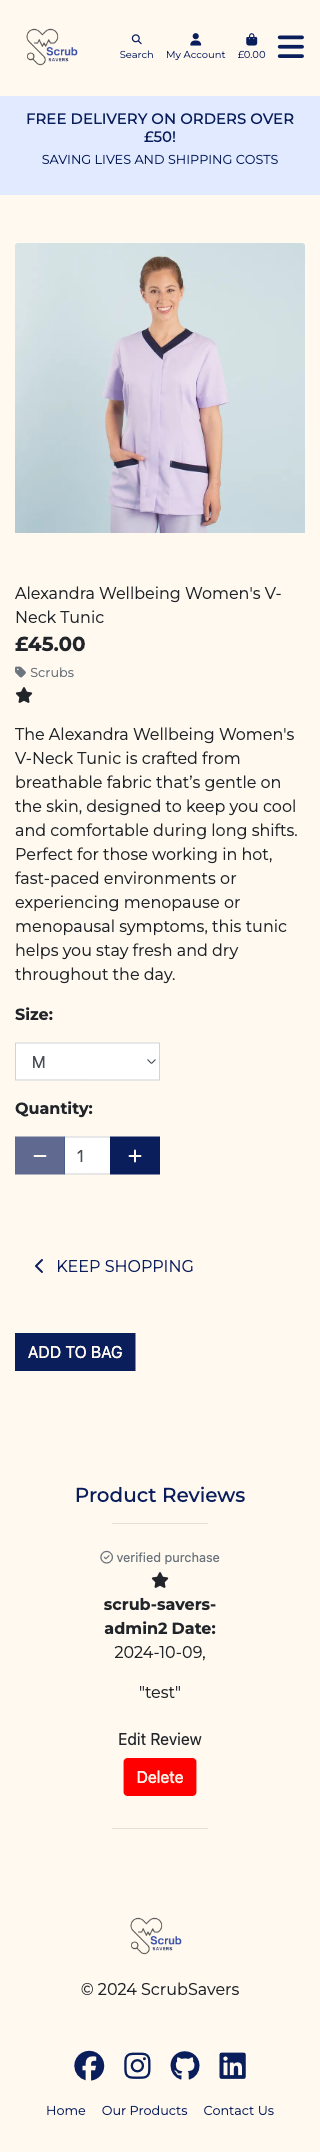 Scrub
SAVERS
Search
My Account
£0.00
FREE DELIVERY ON ORDERS OVER
£50!
SAVING LIVES AND SHIPPING COSTS
Alexandra Wellbeing Women's V-
Neck Tunic
£45.00
Scrubs
The Alexandra Wellbeing Women's
V-Neck Tunic is crafted from
breathable fabric that’s gentle on
the skin, designed to keep you cool
and comfortable during long shifts.
Perfect for those working in hot,
fast-paced environments or
experiencing menopause or
menopausal symptoms, this tunic
helps you stay fresh and dry
throughout the day.
Size:
M
Quantity:
1
KEEP SHOPPING
ADD TO BAG
Product Reviews
verified purchase
scrub-savers-
admin2 Date:
2024-10-09,
"test"
Edit Review
Delete
Scrub
SAVERS
© 2024 ScrubSavers
Home Our Products Contact Us